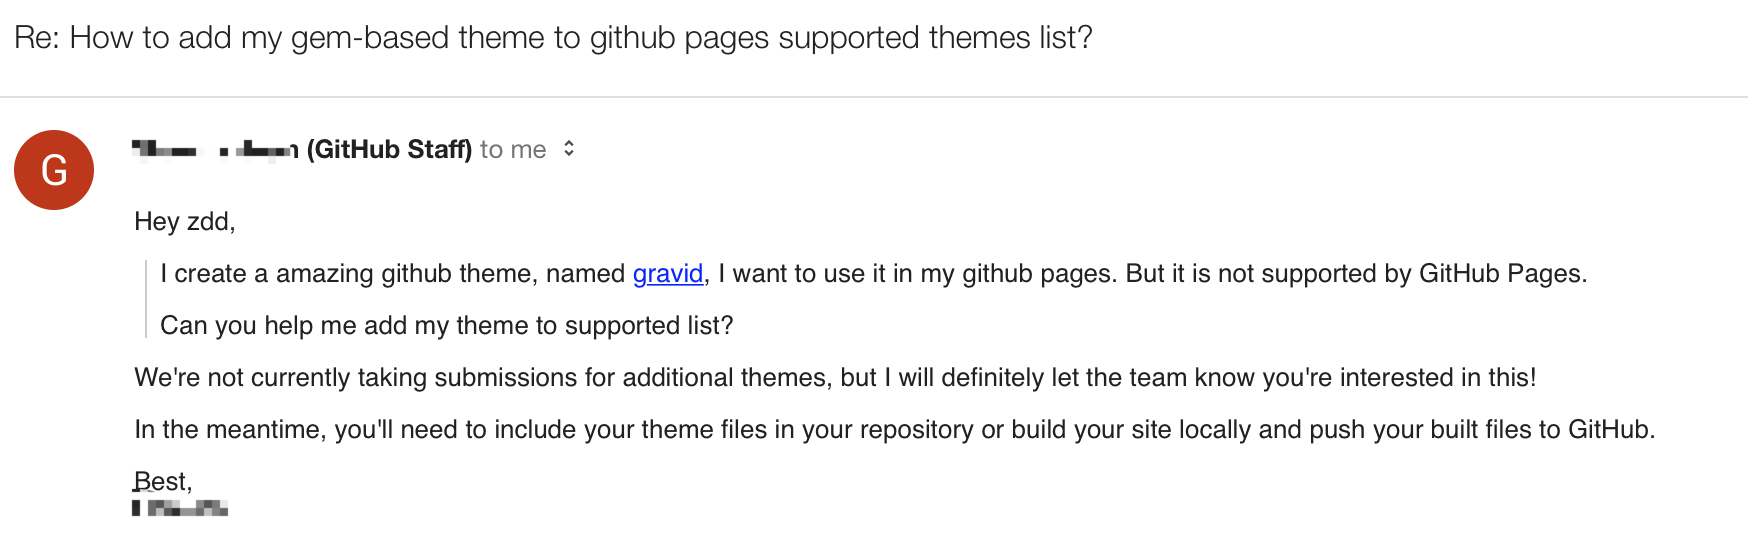 Re: How to add my gem-based theme to github pages supported themes list?
G
(GitHub Staff) to me
Hey zdd,
I create a amazing github theme, named gravid, I want to use it in my github pages. But it is not supported by GitHub Pages.
Can you help me add my theme to supported list?
We're not currently taking submissions for additional themes, but I will definitely let the team know you're interested in this!
In the meantime, you'll need to include your theme files in your repository or build your site locally and push your built files to GitHub.
Best,